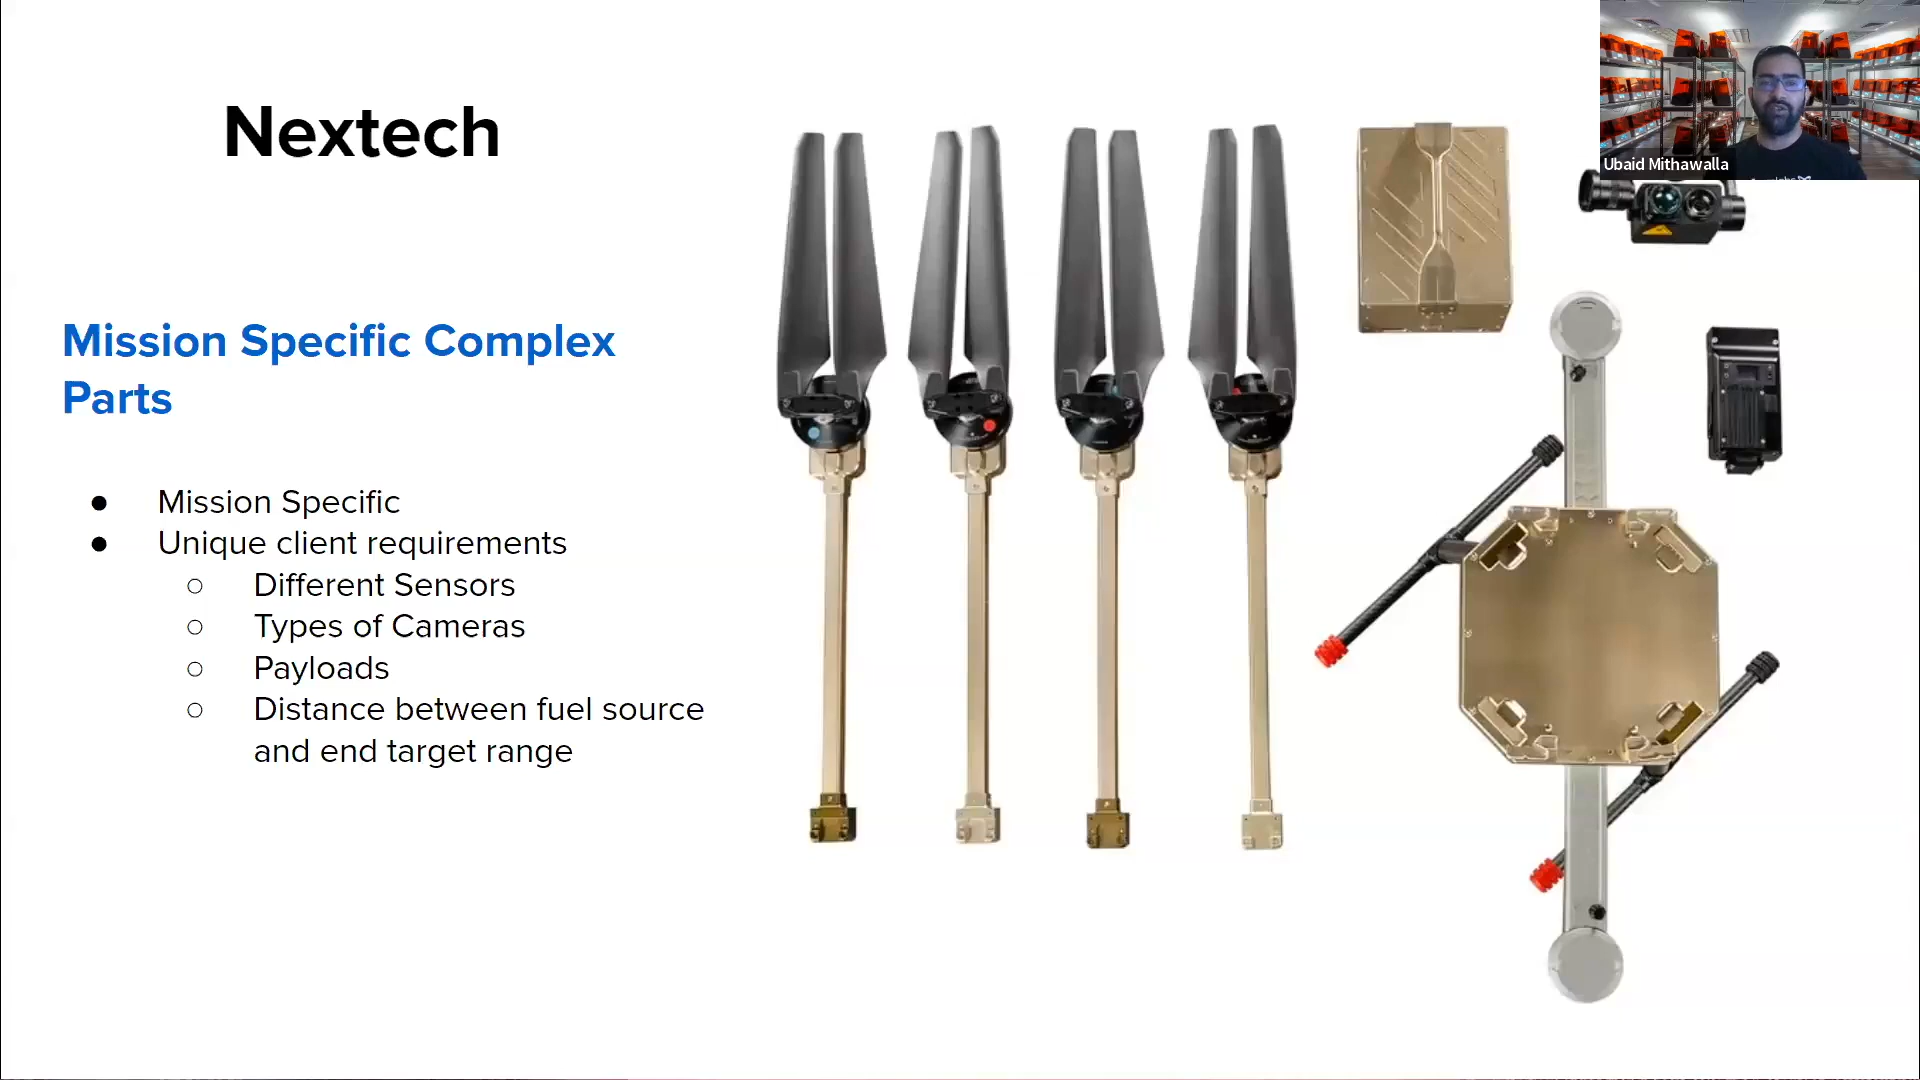 Nextech
Mission Specific Complex
Parts
● Mission Specific
● Unique client requirements
○ Different Sensors
○ Types of Cameras
○ Payloads
○ Distance between fuel source
and end target range
Ubaid Mithawalla